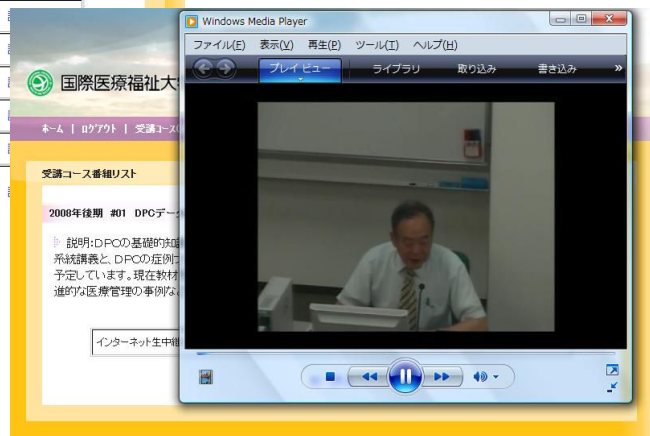 Windows Media Player
ファイル(F) 表示(V) 再生(P) ツール(T) ヘルプ(H)
プレイ ビュー ライブラリ 取り込み 書き込み »
国際医療福祉大
ホーム | ログアウト | 受講コース
受講コース番組リスト
2008年後期 #01 DPCデー
説明:DPCの基礎的知
系統講義と、DPCの症例
予定しています。現在教材
進的な医療管理の事例な
インターネット生中継